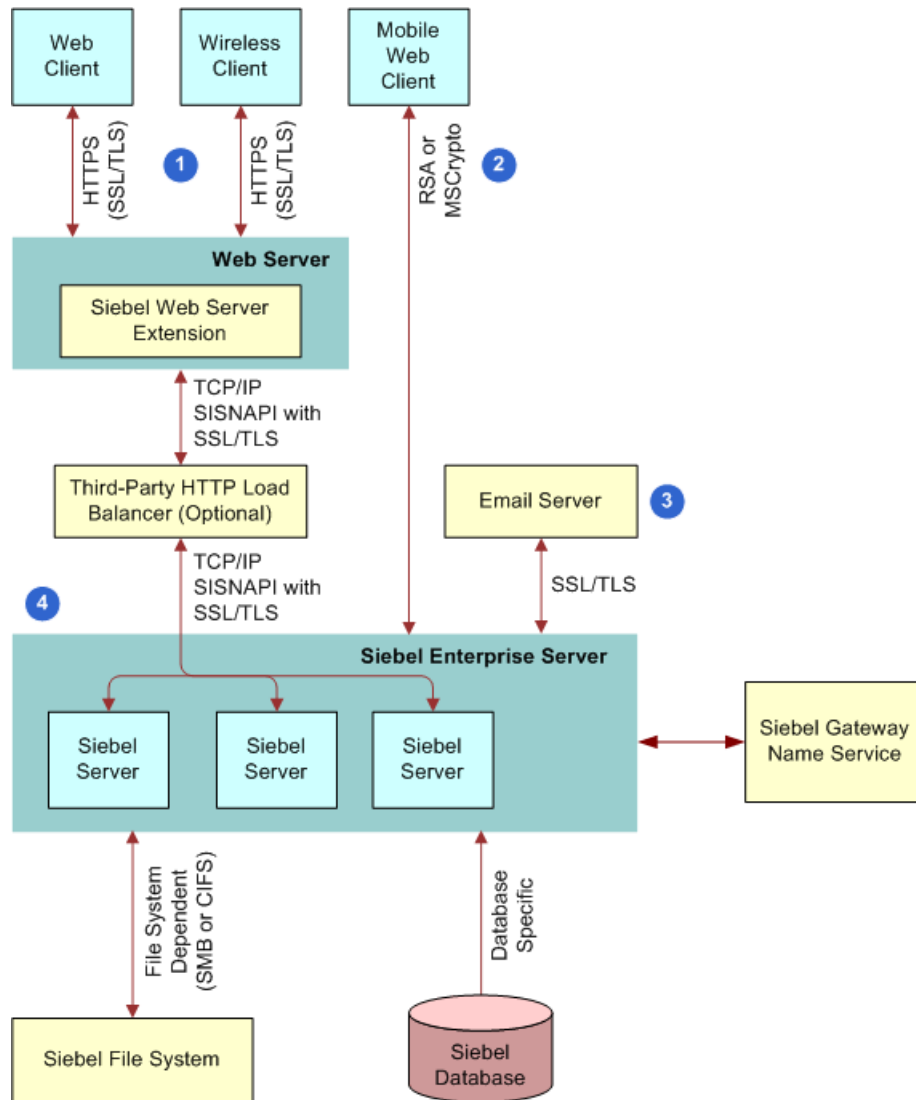 Web
Client
Wireless
Client
Mobile
Web
Client
HTTPS
(SSL/TLS)
1
HTTPS
(SSL/TLS)
RSA or
MSCrypto
2
Web Server
Siebel Web Server
Extension
TCP/IP
SISNAPI with
SSL/TLS
Third-Party HTTP Load
Balancer (Optional)
Email Server
3
TCP/IP
SISNAPI with
SSL/TLS
SSL/TLS
4
Siebel Enterprise Server
Siebel
Server
Siebel
Server
Siebel
Server
Siebel Gateway
Name Service
File System
Dependent
(SMB or CIFS)
Database
Specific
Siebel File System
Siebel
Database